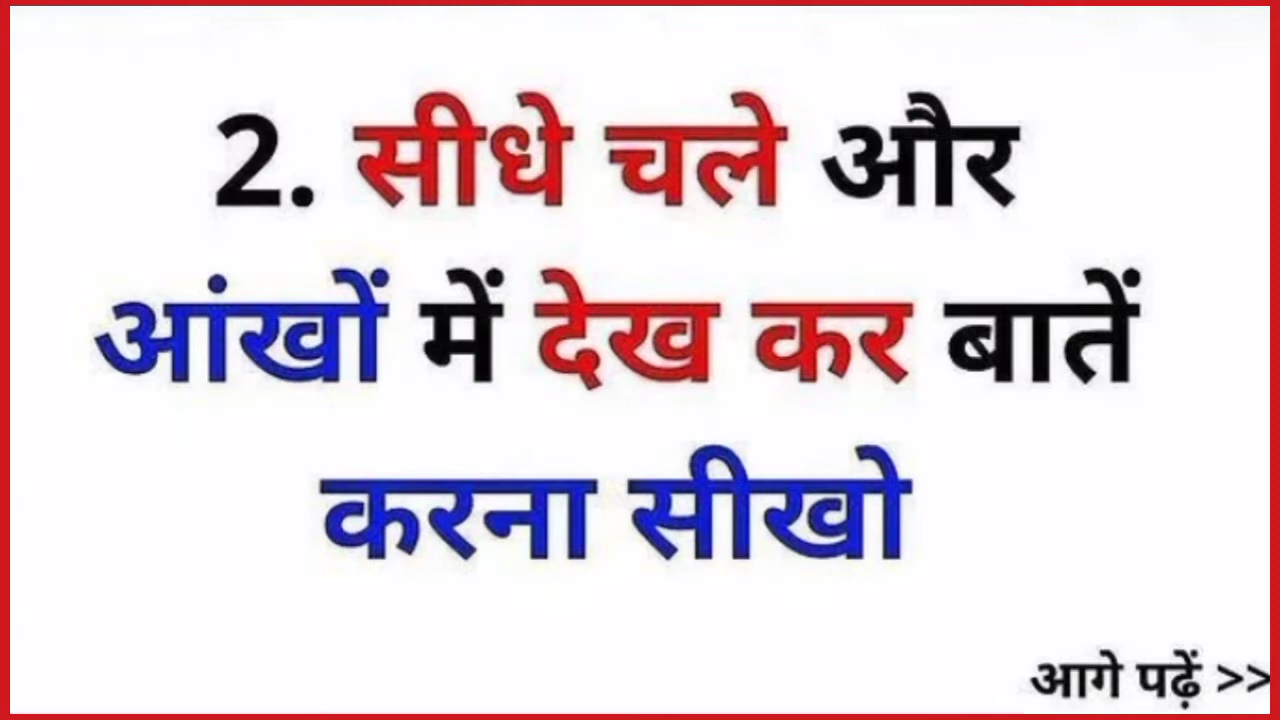 2. सीधे चले और
आंखों में देख कर बातें
करना सीखो
आगे पढ़ें >>